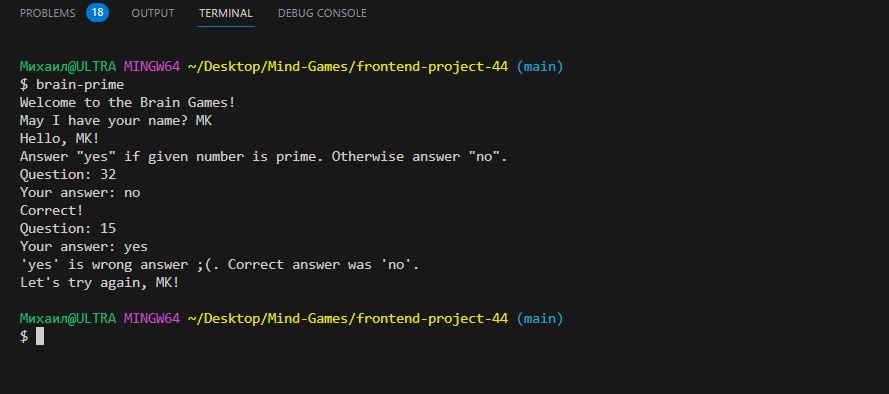 PROBLEMS 18 OUTPUT TERMINAL DEBUG CONSOLE
Михаил@ULTRA MINGW64 ~/Desktop/Mind-Games/frontend-project-44 (main)
$ brain-prime
Welcome to the Brain Games!
May I have your name? MK
Hello, MK!
Answer "yes" if given number is prime. Otherwise answer "no".
Question: 32
Your answer: no
Correct!
Question: 15
Your answer: yes
'yes' is wrong answer ;(. Correct answer was 'no'.
Let's try again, MK!
Михаил@ULTRA MINGW64 ~/Desktop/Mind-Games/frontend-project-44 (main)
$